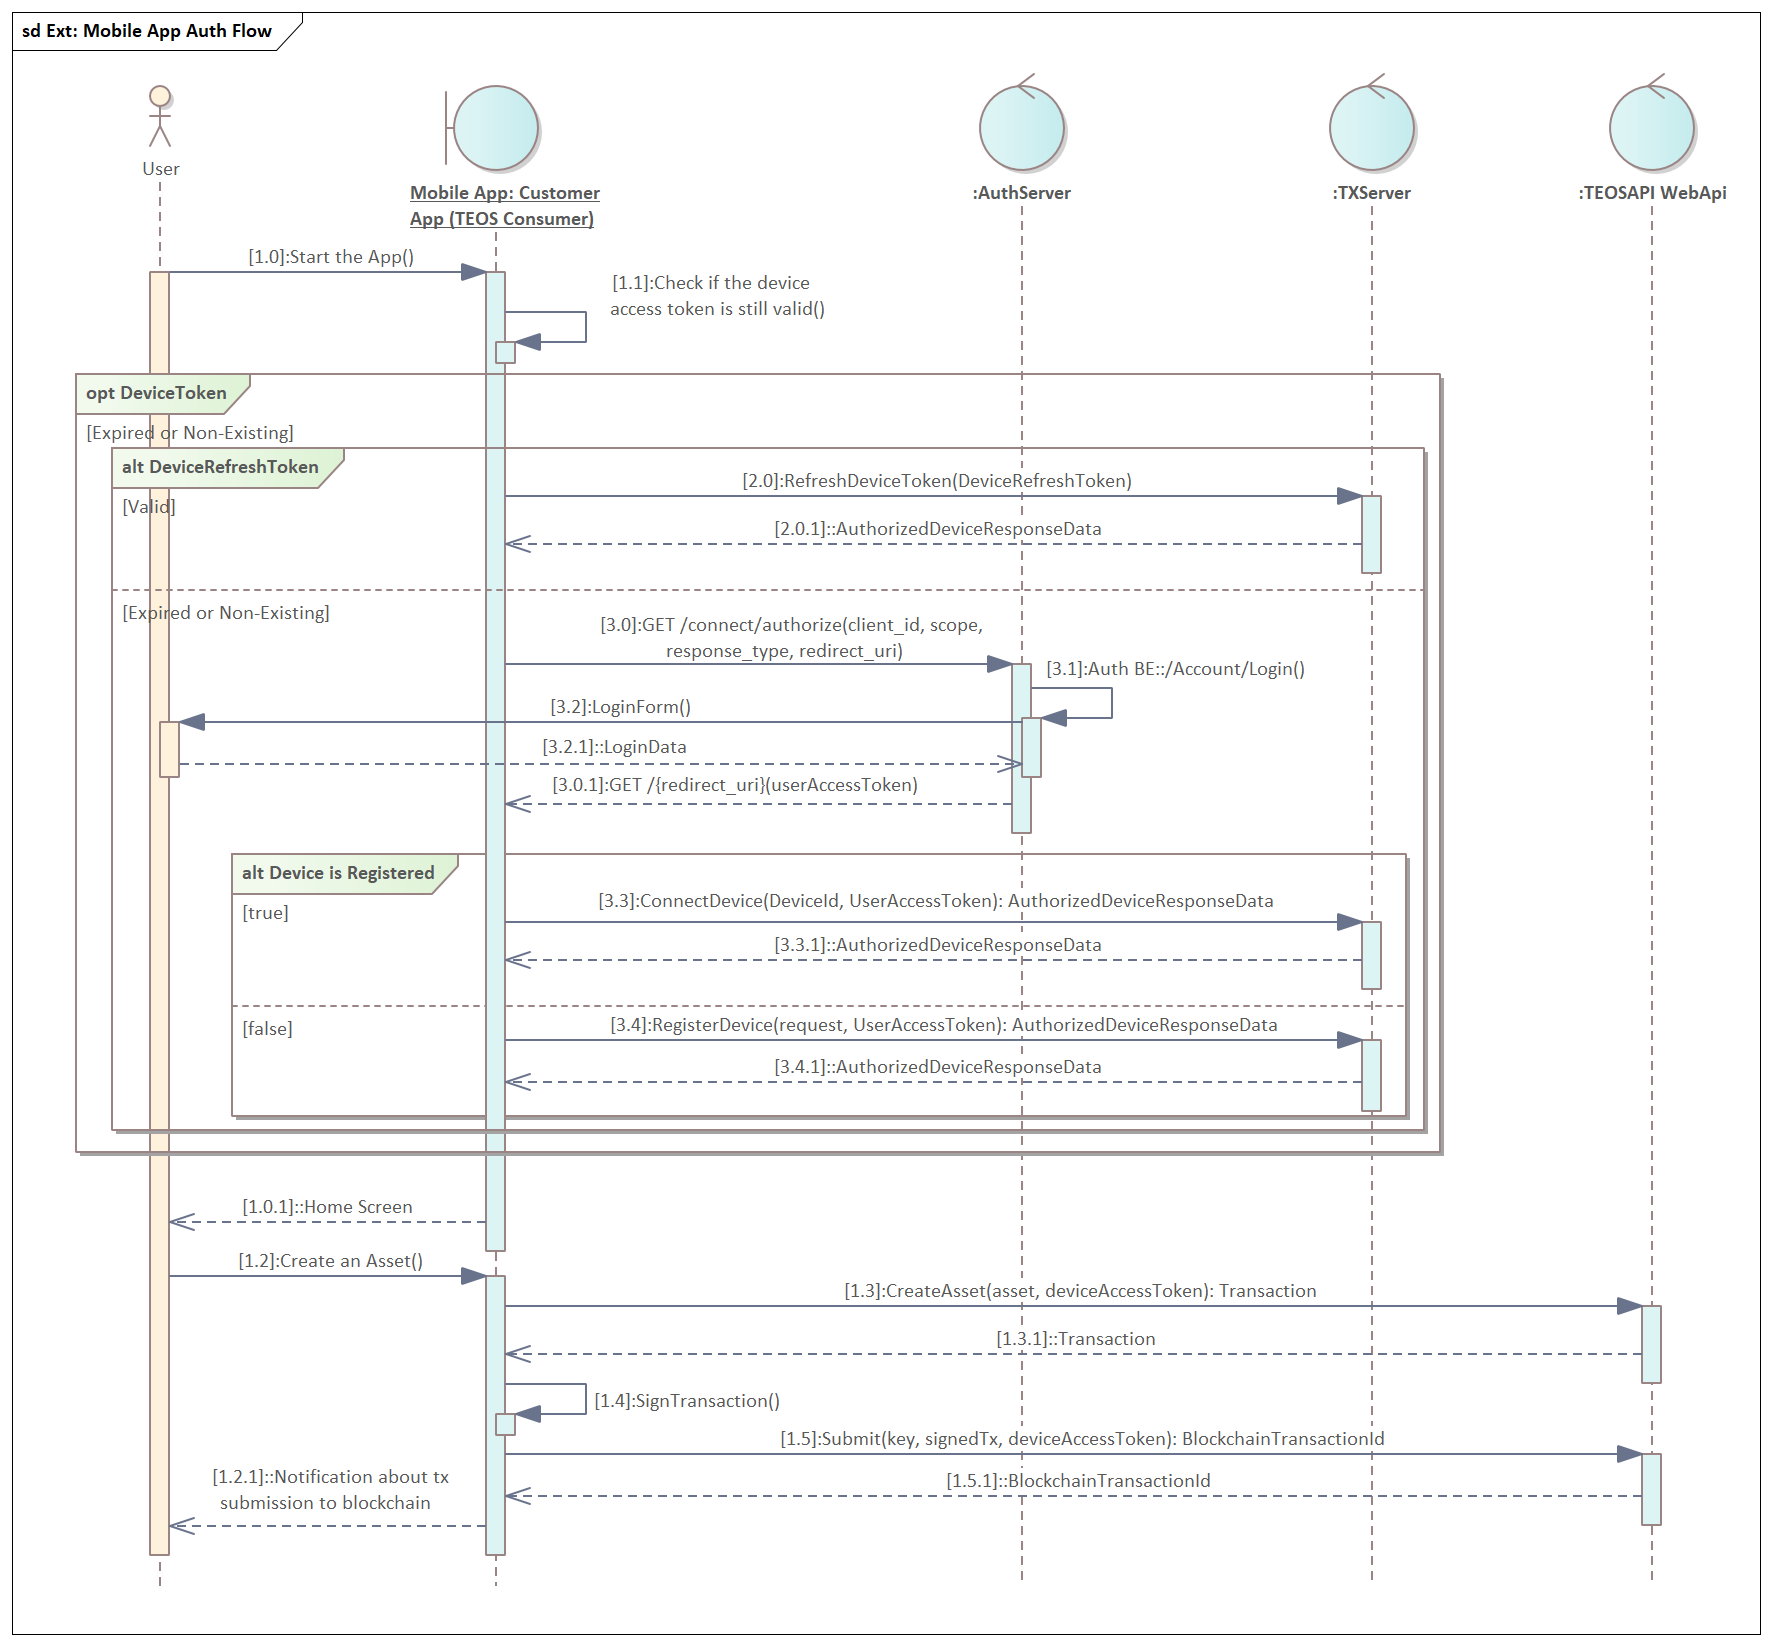 sd Ext: Mobile App Auth Flow
User
Mobile App: Customer
App (TEOS Consumer)
:AuthServer
:TXServer
:TEOSAPI WebApi
[1.0]:Start the App()
[1.1]:Check if the device
access token is still valid()
opt DeviceToken
[Expired or Non-Existing]
alt DeviceRefreshToken
[Valid]
[2.0]:RefreshDeviceToken(DeviceRefreshToken)
[2.0.1]::AuthorizedDeviceResponseData
[Expired or Non-Existing]
[3.0]:GET /connect/authorize(client_id, scope,
response_type, redirect_uri)
[3.1]:Auth BE::/Account/Login()
[3.2]:LoginForm()
[3.2.1]::LoginData
[3.0.1]:GET /{redirect_uri}(userAccessToken)
alt Device is Registered
[true]
[3.3]:ConnectDevice(DeviceId, UserAccessToken): AuthorizedDeviceResponseData
[3.3.1]::AuthorizedDeviceResponseData
[false]
[3.4]:RegisterDevice(request, UserAccessToken): AuthorizedDeviceResponseData
[3.4.1]::AuthorizedDeviceResponseData
[1.0.1]::Home Screen
[1.2]:Create an Asset()
[1.3]:CreateAsset(asset, deviceAccessToken): Transaction
[1.3.1]::Transaction
[1.4]:SignTransaction()
[1.5]:Submit(key, signedTx, deviceAccessToken): BlockchainTransactionId
[1.2.1]::Notification about tx
submission to blockchain
[1.5.1]::BlockchainTransactionId